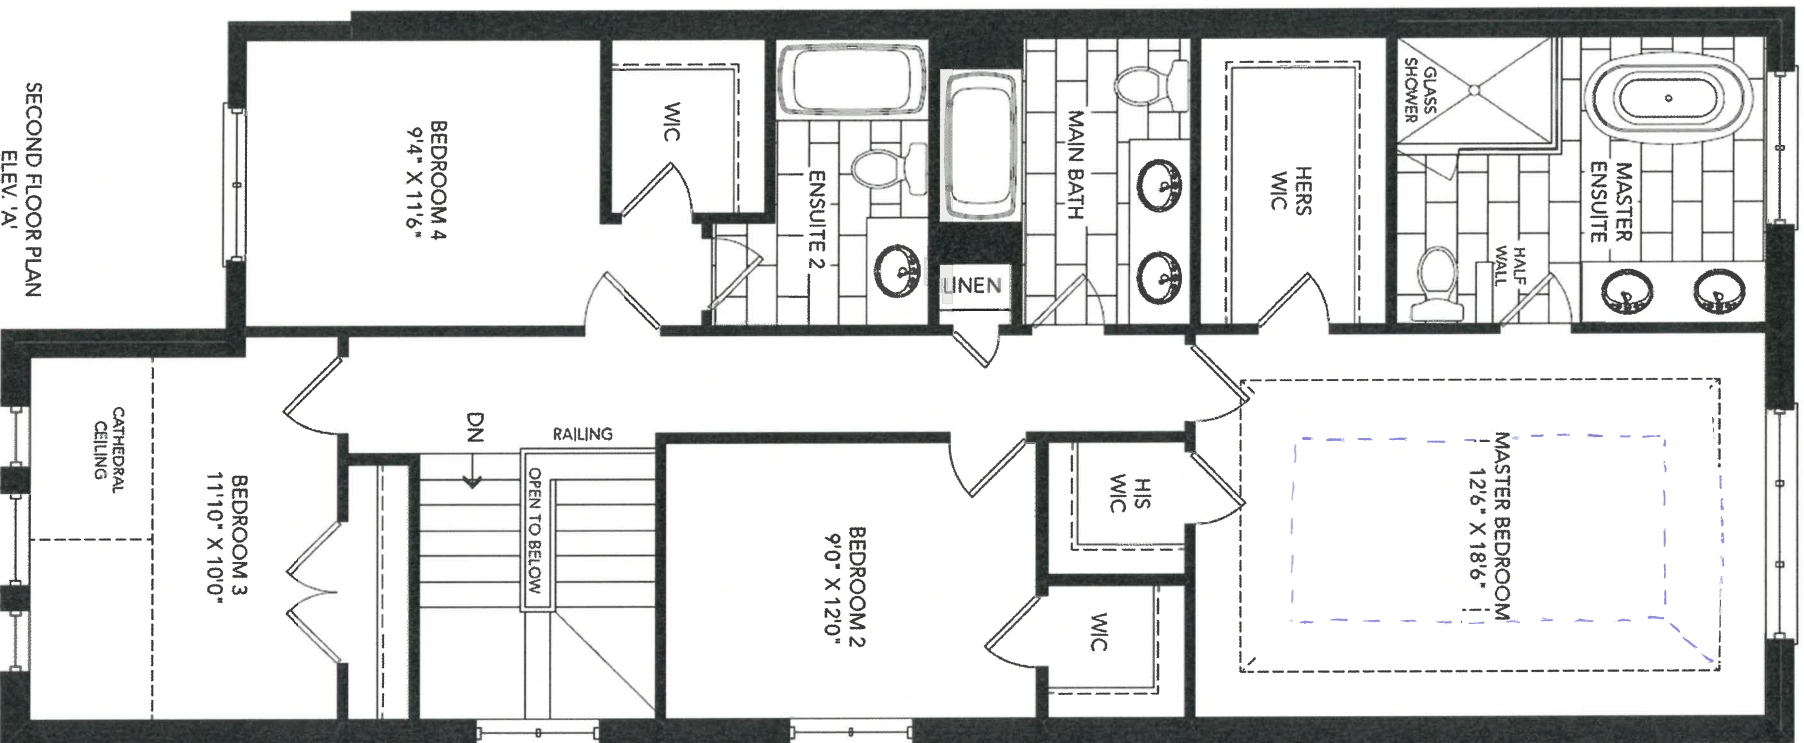 SECOND FLOOR PLAN
ELEV. 'A'
BEDROOM 4
9'4" X 11'6"
WIC
ENSUITE 2
LINEN
MAIN BATH
HERS
WIC
GLASS
SHOWER
MASTER
ENSUITE
HALF
WALL
CATHEDRAL
CEILING
BEDROOM 3
11'10" X 10'0"
DN
RAILING
OPEN TO BELOW
BEDROOM 2
9'0" X 12'0"
HIS
WIC
WIC
MASTER BEDROOM
12'6" X 18'6"